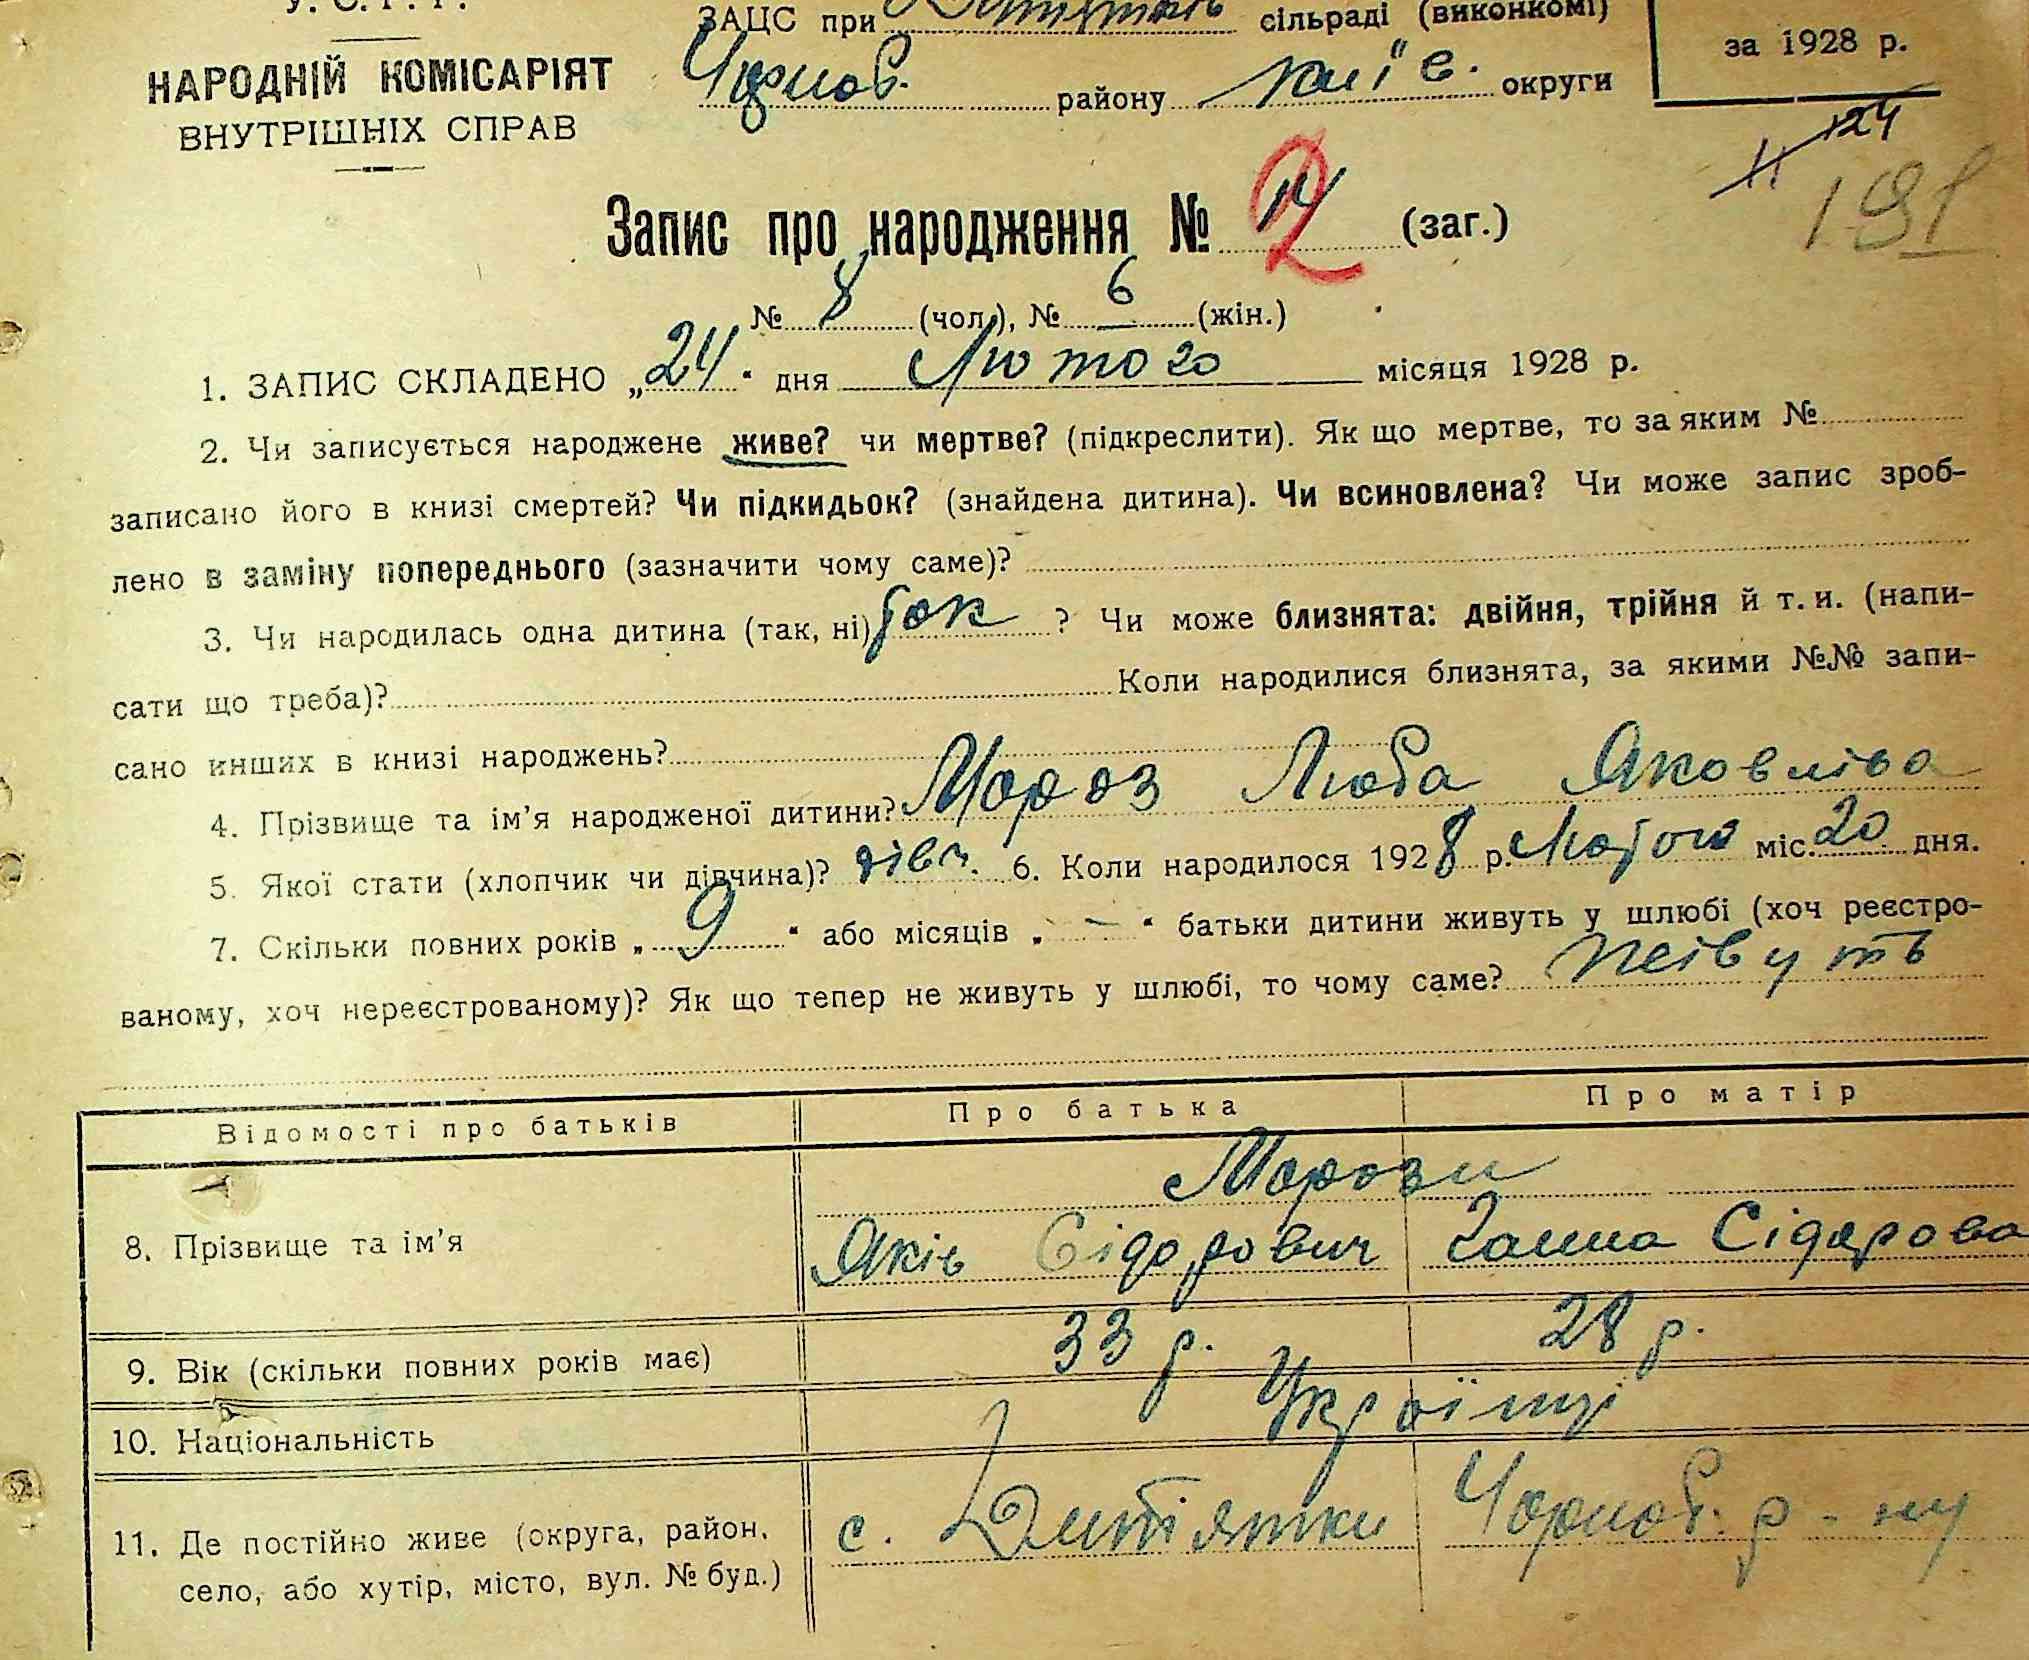 У. С. Р. Р.
НАРОДНІЙ КОМІСАРІЯТ
ВНУТРІШНІХ СПРАВ
ЗАЦС при сільраді (виконкомі)
Чорноб. району Київ. округи
за 1928 р.
11 124
191
Запис про народження № 14 2 (заг.)
№ 8 (чол.), № 6 (жін.)
1. ЗАПИС СКЛАДЕНО „24“ дня Лютого місяця 1928 р.
2. Чи записується народжене живе? чи мертве? (підкреслити). Як що мертве, то за яким №
записано його в книзі смертей? Чи підкидьок? (знайдена дитина). Чи всиновлена? Чи може запис зроб-
лено в заміну попереднього (зазначити чому саме)?
3. Чи народилась одна дитина (так, ні) так ? Чи може близнята: двійня, трійня й т. и. (напи-
сати що треба)? Коли народилися близнята, за якими №№ запи-
сано инших в книзі народжень?
4. Прізвище та ім'я народженої дитини? Мороз Люба Яковліва
5. Якої стати (хлопчик чи дівчина)? дівч. 6. Коли народилося 1928 р. Лютого міс. 20 дня.
7. Скільки повних років „9“ або місяців „—“ батьки дитини живуть у шлюбі (хоч реєстро-
ваному, хоч нереєстрованому)? Як що тепер не живуть у шлюбі, то чому саме? живуть
Відомості про батьків Про батька Про матір
Морози
8. Прізвище та ім'я Яків Сідорович Ганна Сідорова
9. Вік (скільки повних років має) 33 р. 28 р.
10. Національність Україці
11. Де постійно живе (округа, район, с. Дитіятки Чорноб. р-ну
село, або хутір, місто, вул. № буд.)